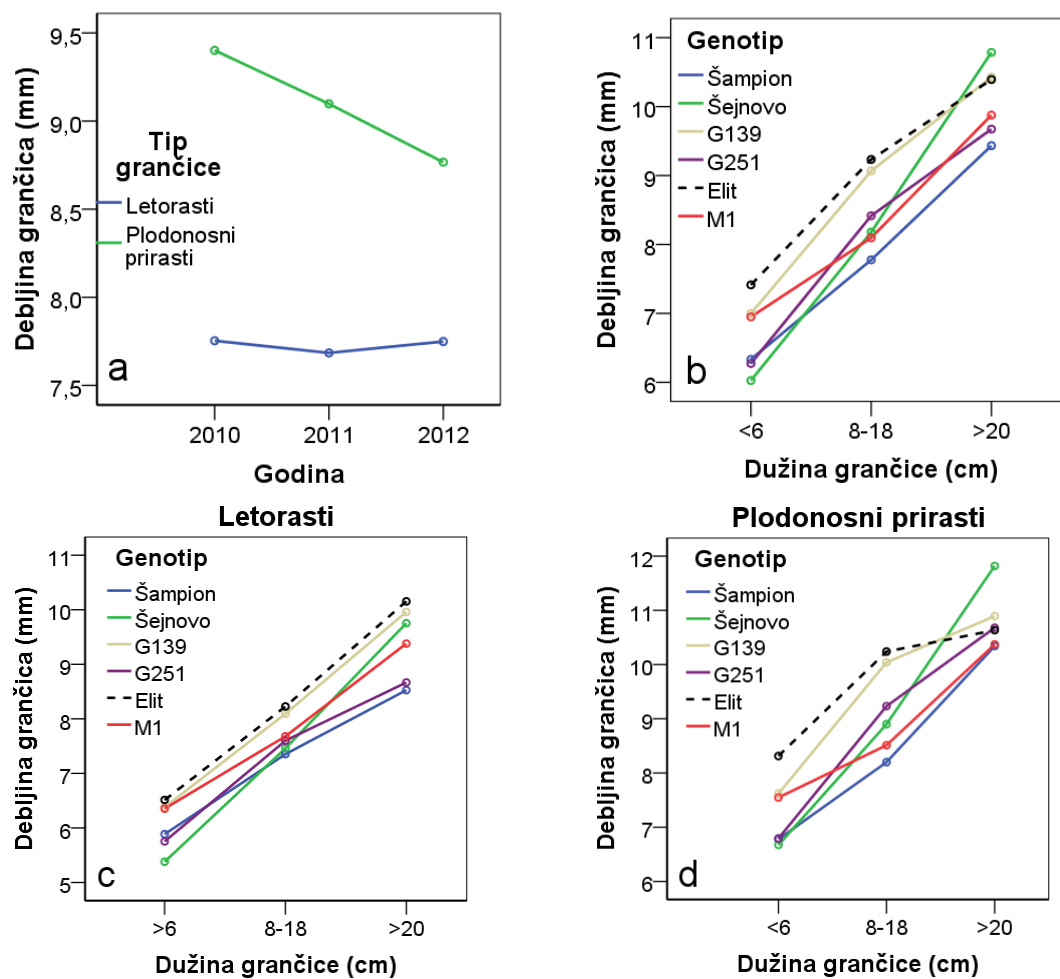 Debljina grančica (mm)
9,5
9,0
8,5
8,0
7,5
Tip
grančice
Letorasti
Plodonosni
prirasti
a
2010
2011
2012
Godina
Debljina grančica (mm)
11
10
9
8
7
6
Genotip
Šampion
Šejnovo
G139
G251
Elit
M1
b
<6
8-18
>20
Dužina grančice (cm)
Letorasti
Debljina grančica (mm)
11
10
9
8
7
6
5
Genotip
Šampion
Šejnovo
G139
G251
Elit
M1
c
>6
8-18
>20
Dužina grančice (cm)
Plodonosni prirasti
Debljina grančica (mm)
12
11
10
9
8
7
6
Genotip
Šampion
Šejnovo
G139
G251
Elit
M1
d
<6
8-18
>20
Dužina grančice (cm)